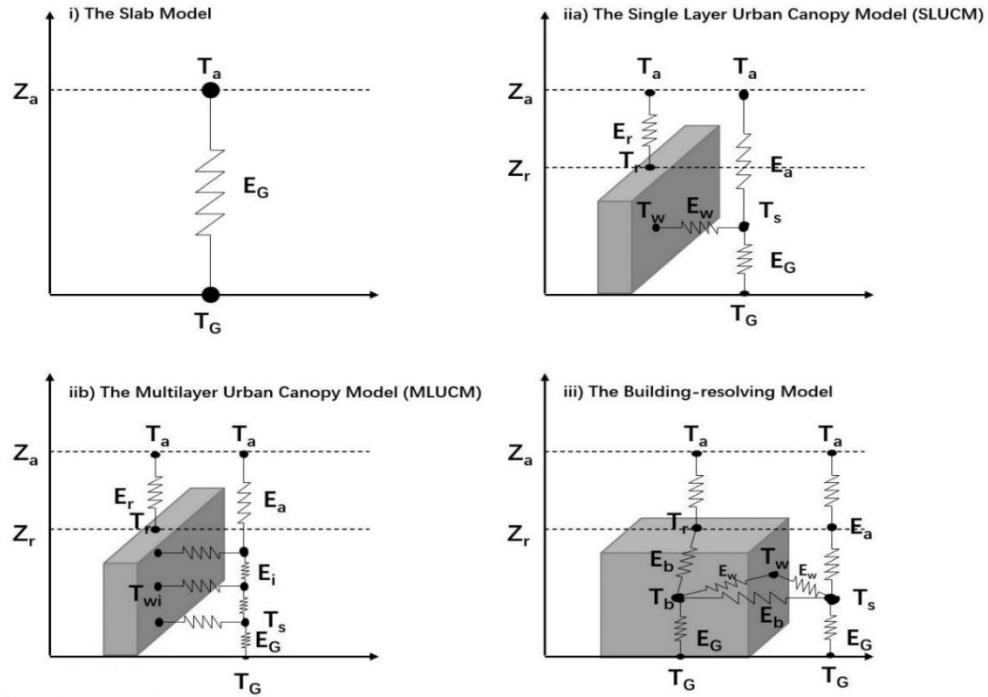 i) The Slab Model
T_a
Z_a
E_G
T_G
iia) The Single Layer Urban Canopy Model (SLUCM)
T_a T_a
Z_a
E_r
E_a
Z_r
T_r
T_w E_w T_s
E_G
T_G
iib) The Multilayer Urban Canopy Model (MLUCM)
T_a T_a
Z_a
E_r E_a
Z_r
T_r
E_i
T_wi
T_s
E_G
T_G
iii) The Building-resolving Model
T_a T_a
Z_a
Z_r
T_r E_a
E_b T_w
E_w E_w
T_b T_s
E_b
E_G E_G
T_G T_G